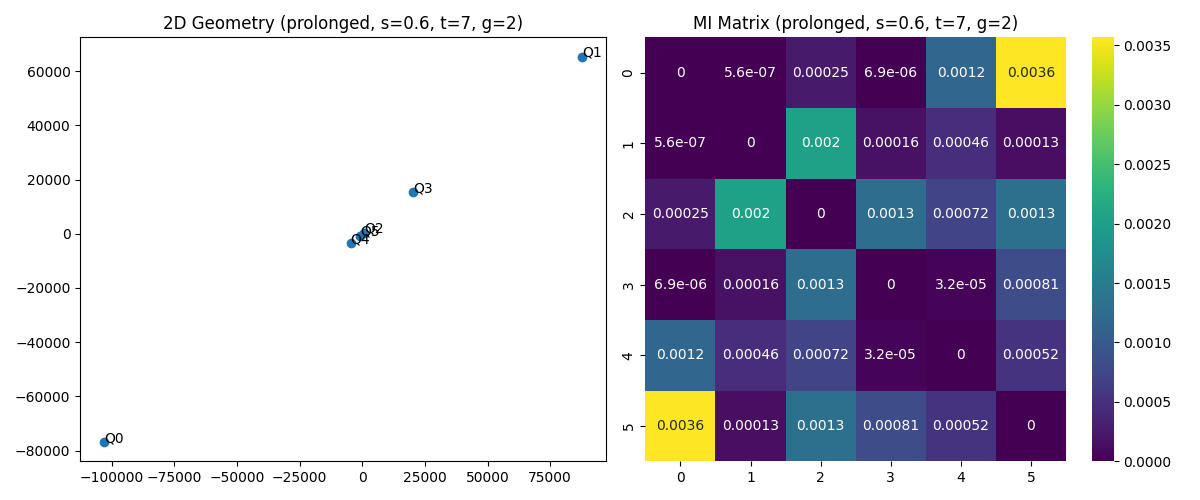 2D Geometry (prolonged, s=0.6, t=7, g=2)
60000
40000
20000
0
−20000
−40000
−60000
−80000
−100000
−75000
−50000
−25000
0
25000
50000
75000
Q1
Q3
Q2
Q4
Q0
MI Matrix (prolonged, s=0.6, t=7, g=2)
0 0 5.6e-07 0.00025 6.9e-06 0.0012 0.0036
1 5.6e-07 0 0.002 0.00016 0.00046 0.00013
2 0.00025 0.002 0 0.0013 0.00072 0.0013
3 6.9e-06 0.00016 0.0013 0 3.2e-05 0.00081
4 0.0012 0.00046 0.00072 3.2e-05 0 0.00052
5 0.0036 0.00013 0.0013 0.00081 0.00052 0
0 1 2 3 4 5
0.0035
0.0030
0.0025
0.0020
0.0015
0.0010
0.0005
0.0000